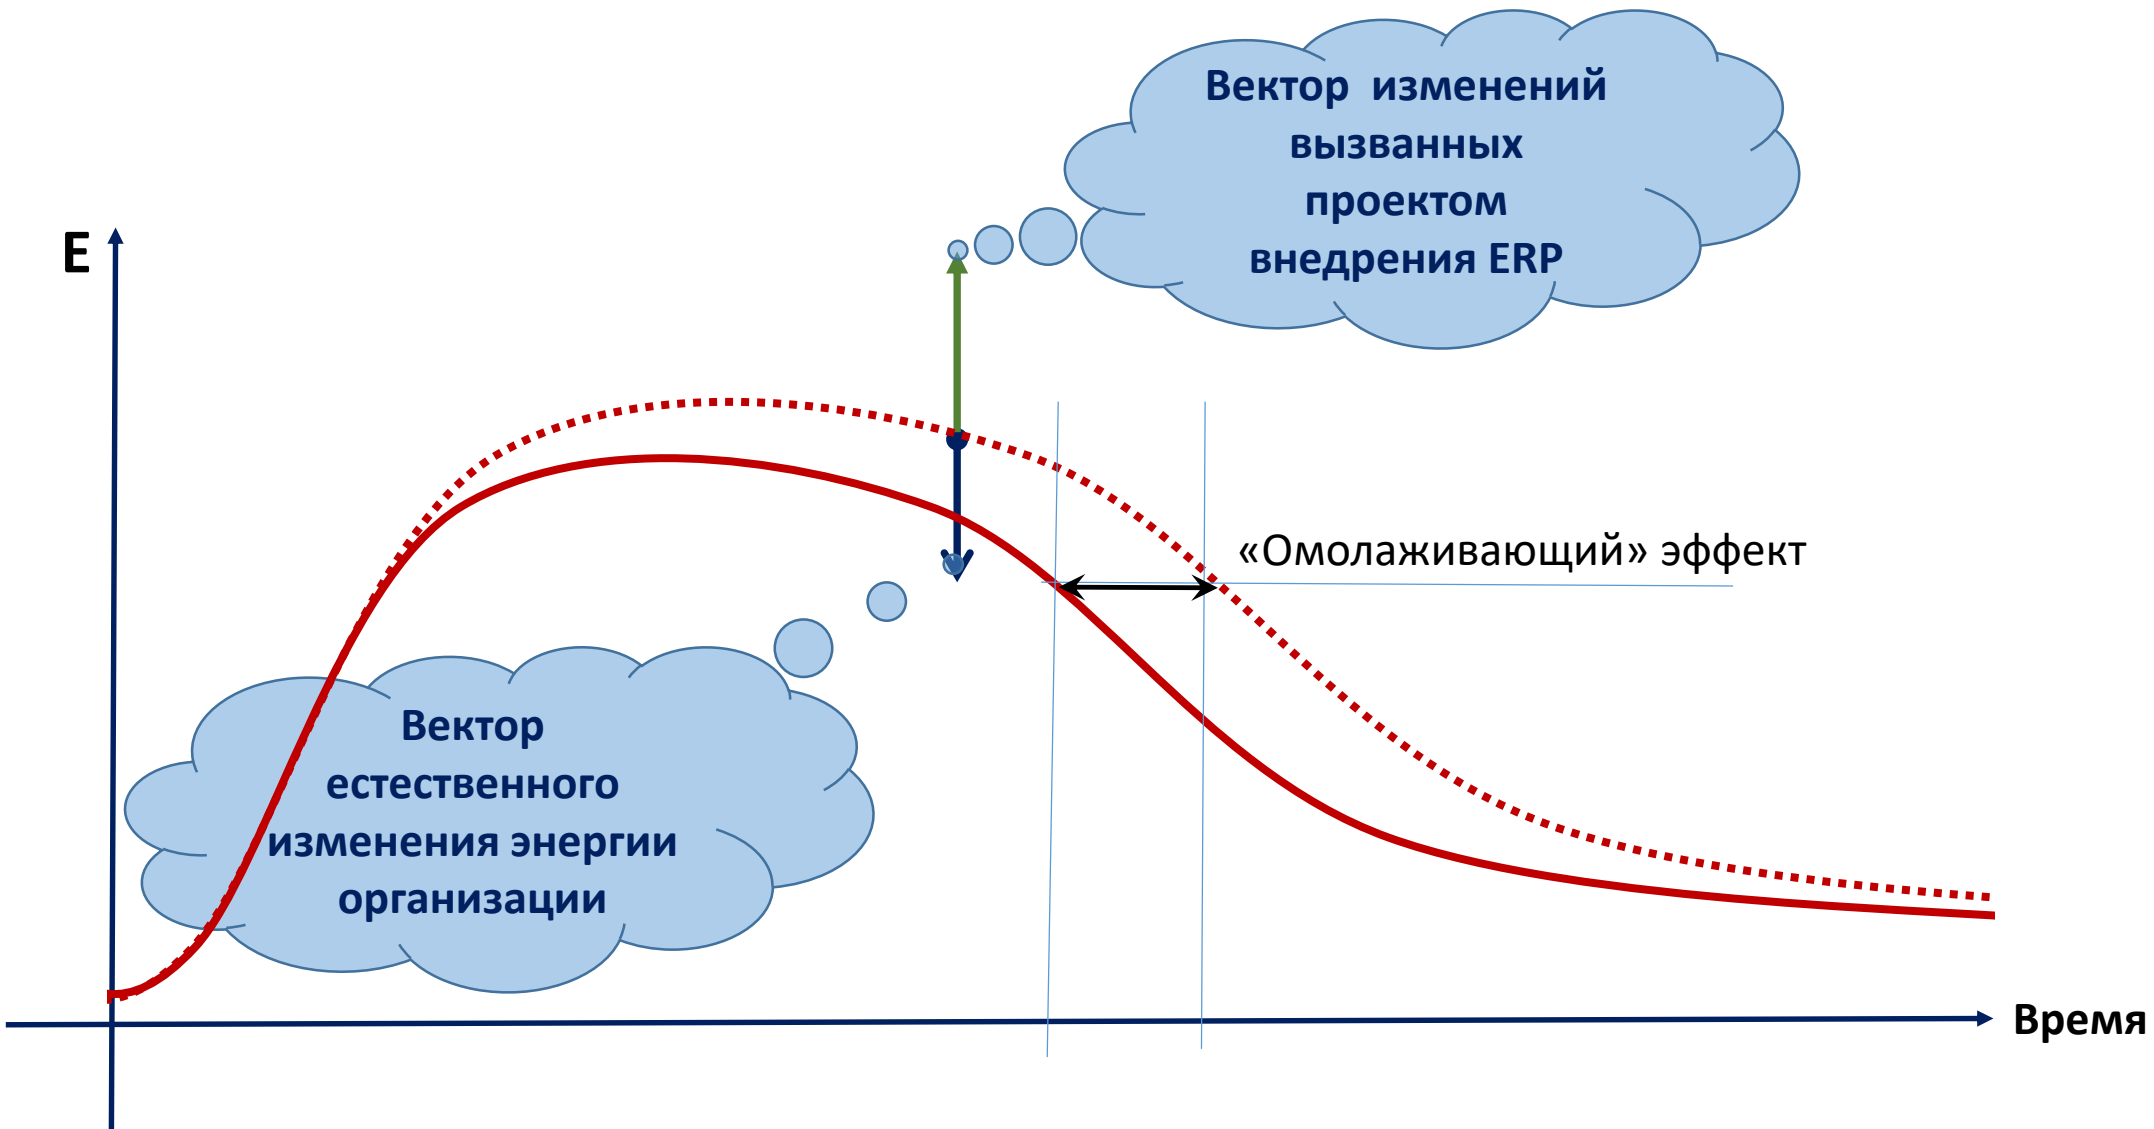 Вектор изменений
вызванных
проектом
внедрения ERP
E
«Омолаживающий» эффект
Вектор
естественного
изменения энергии
организации
Время